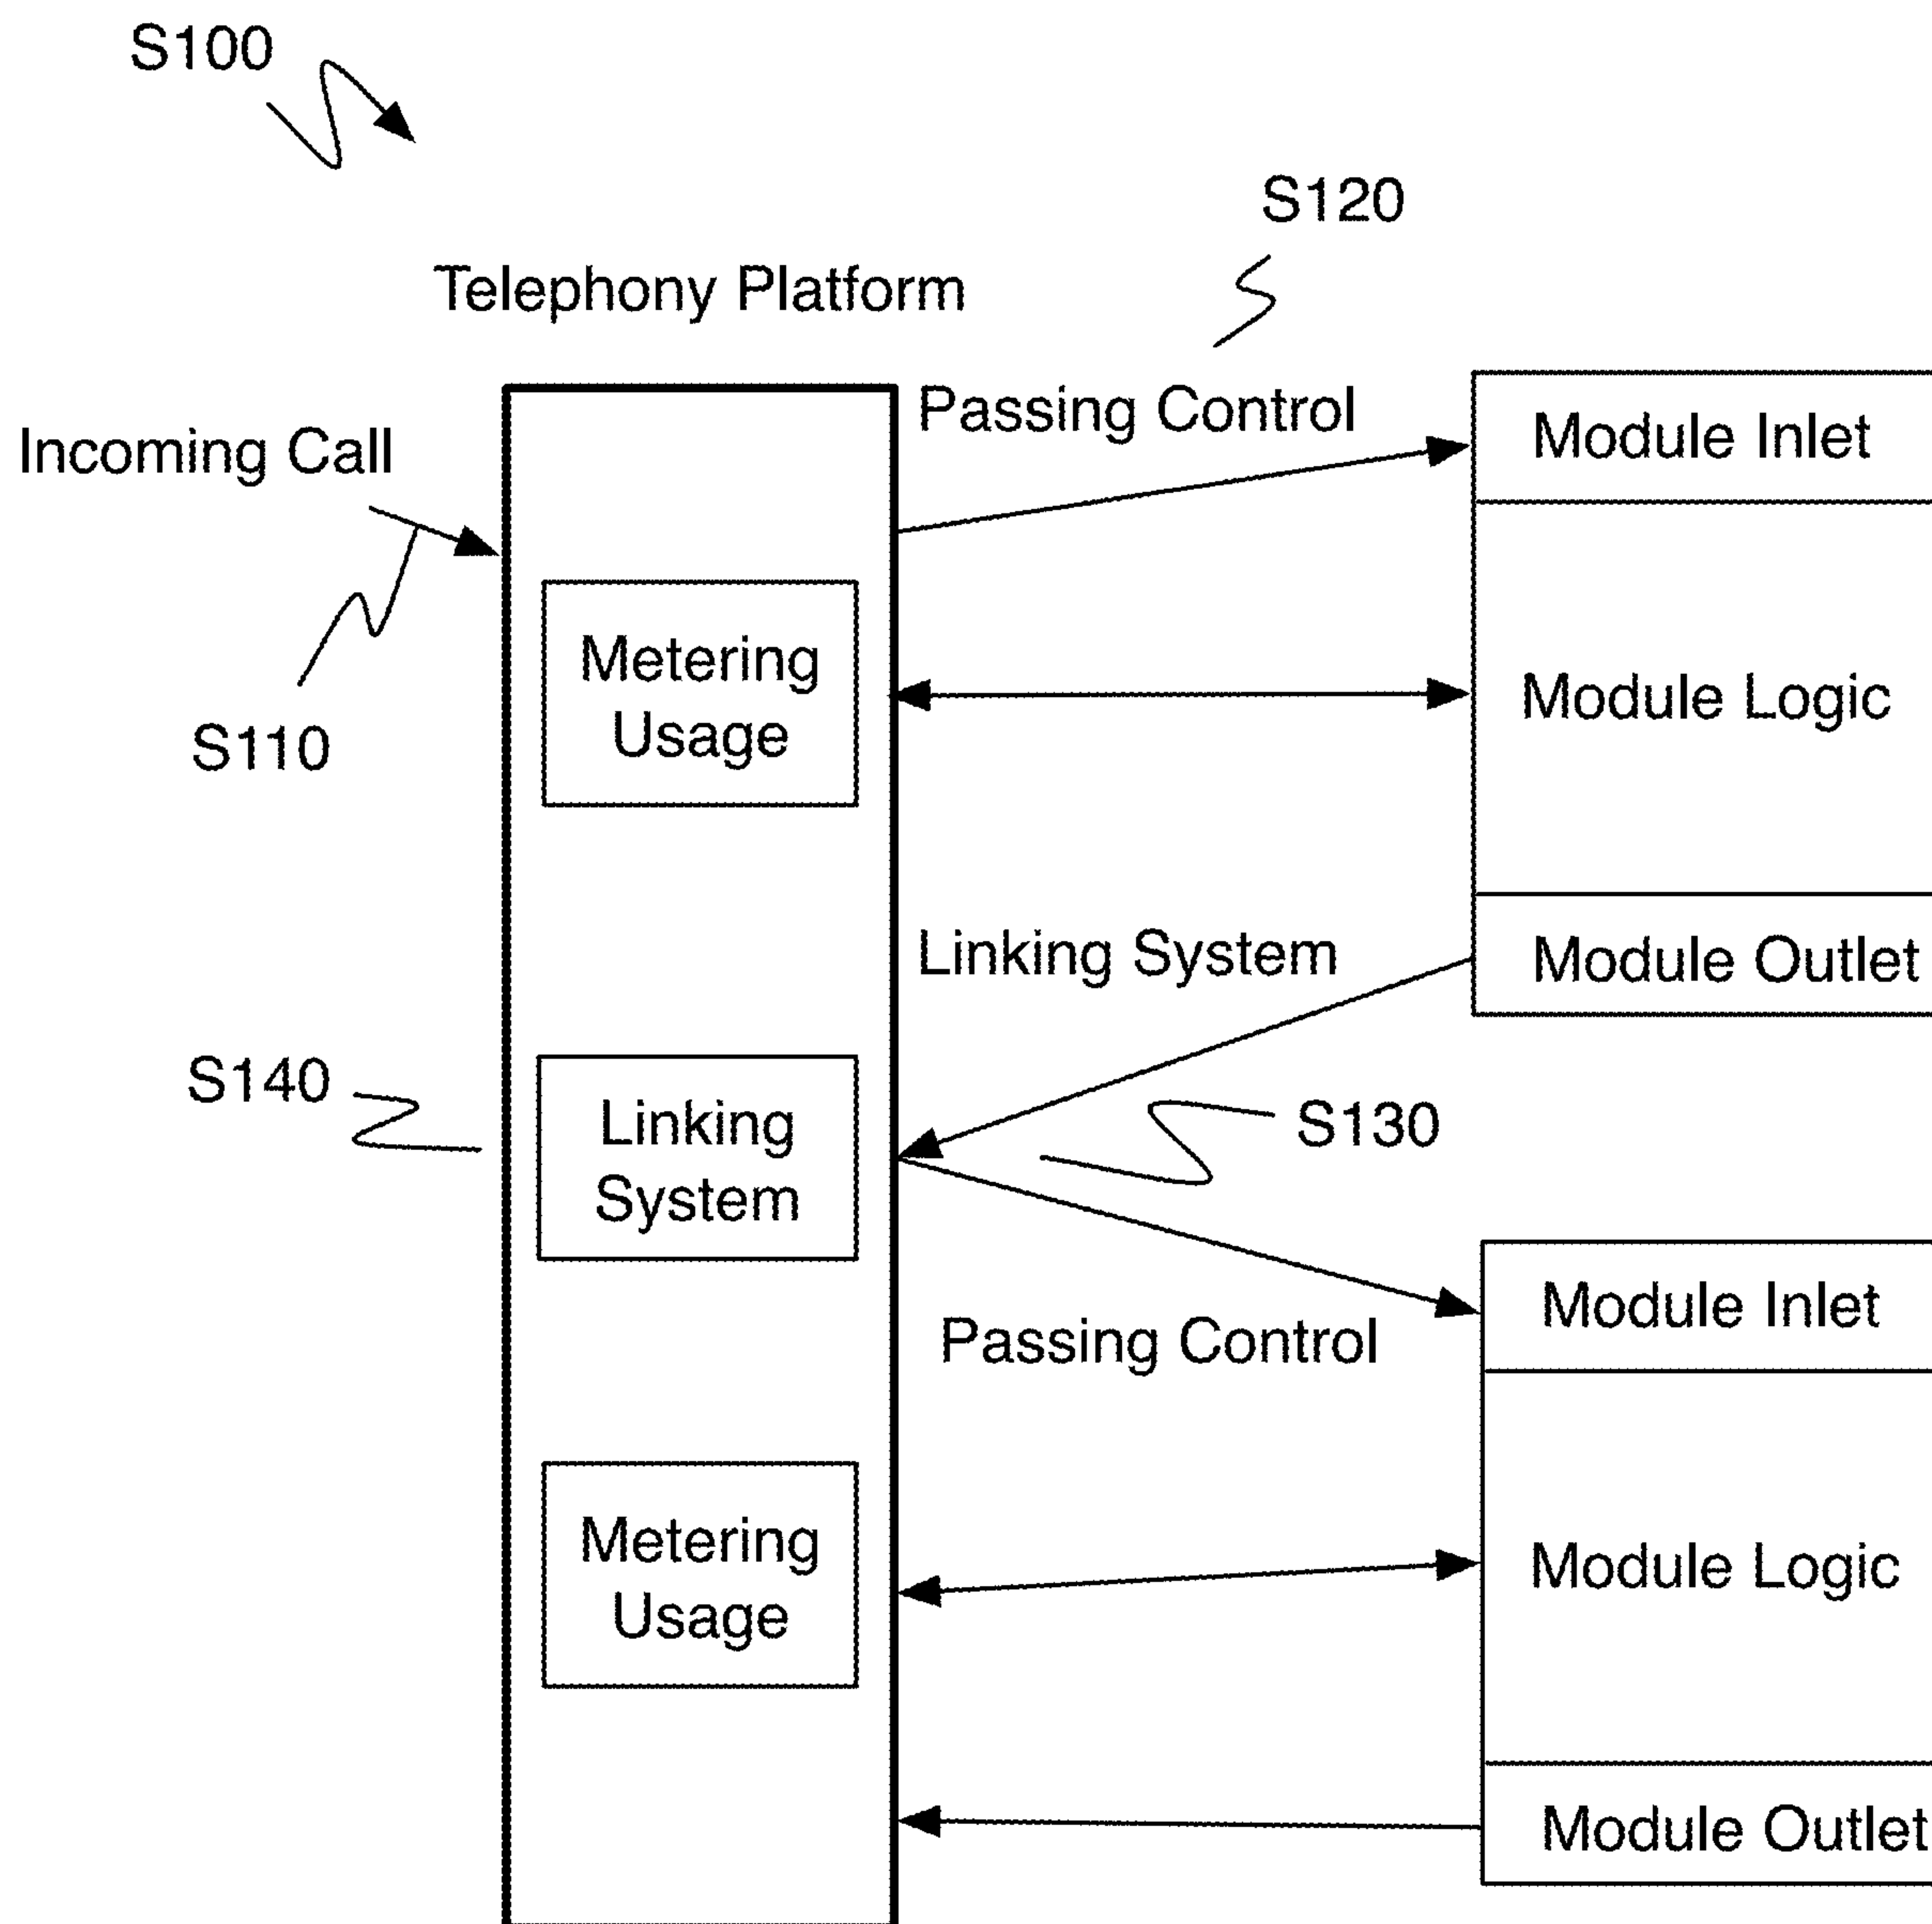 S100
S120
Telephony Platform
Passing Control
Module Inlet
Incoming Call
Metering
Usage
Module Logic
S110
Linking System
Module Outlet
S140
Linking
System
S130
Module Inlet
Passing Control
Metering
Usage
Module Logic
Module Outlet